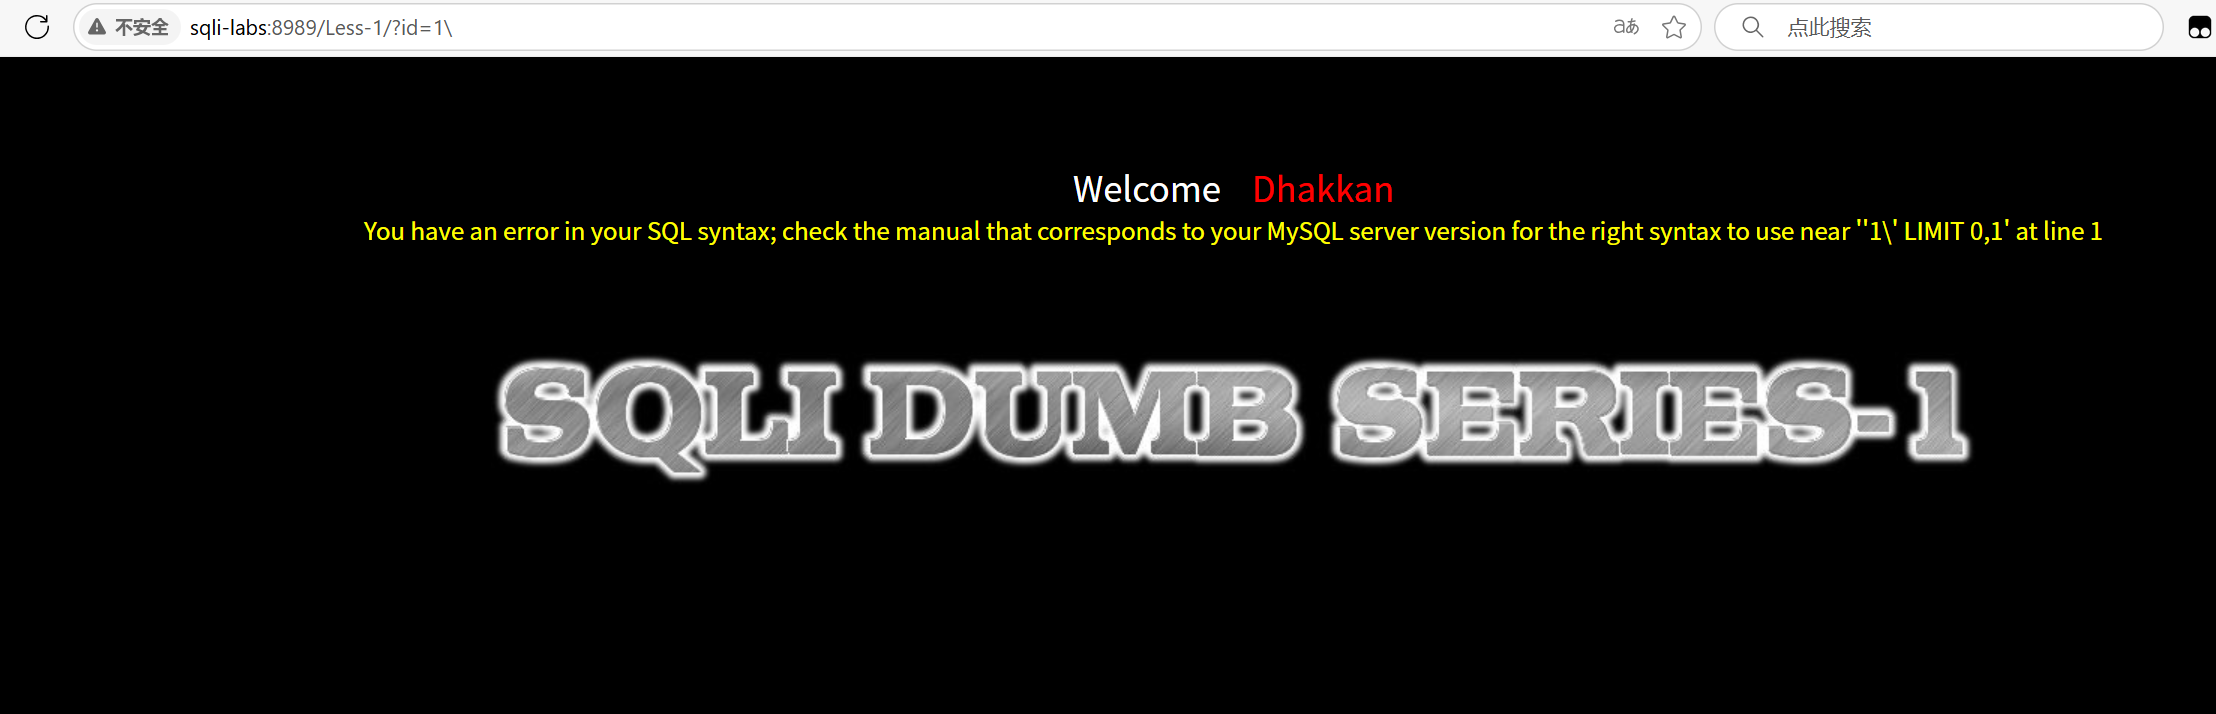 不安全 sqli-labs:8989/Less-1/?id=1\ aあ 点此搜索
Welcome Dhakkan
You have an error in your SQL syntax; check the manual that corresponds to your MySQL server version for the right syntax to use near ''1\' LIMIT 0,1' at line 1
SQLI DUMB SERIES-1